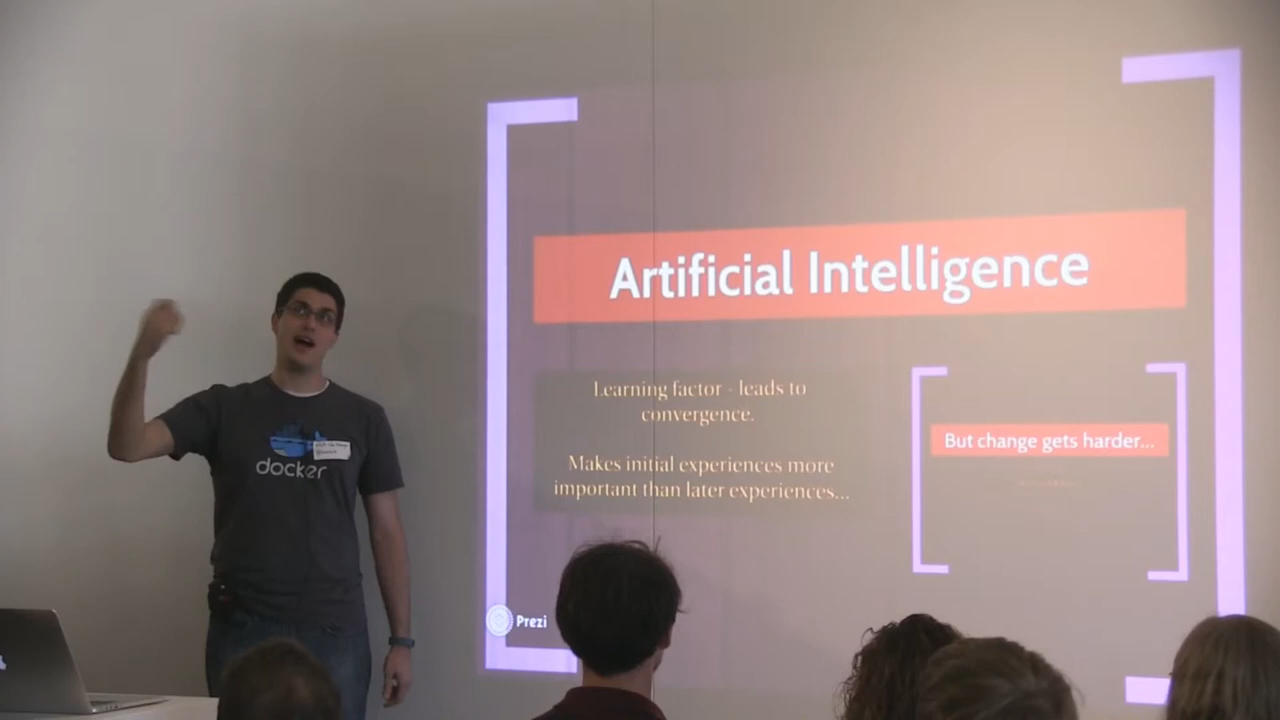 Artificial Intelligence
Learning factor - leads to
convergence.
Makes initial experiences more
important than later experiences...
But change gets harder...
docker
Prezi